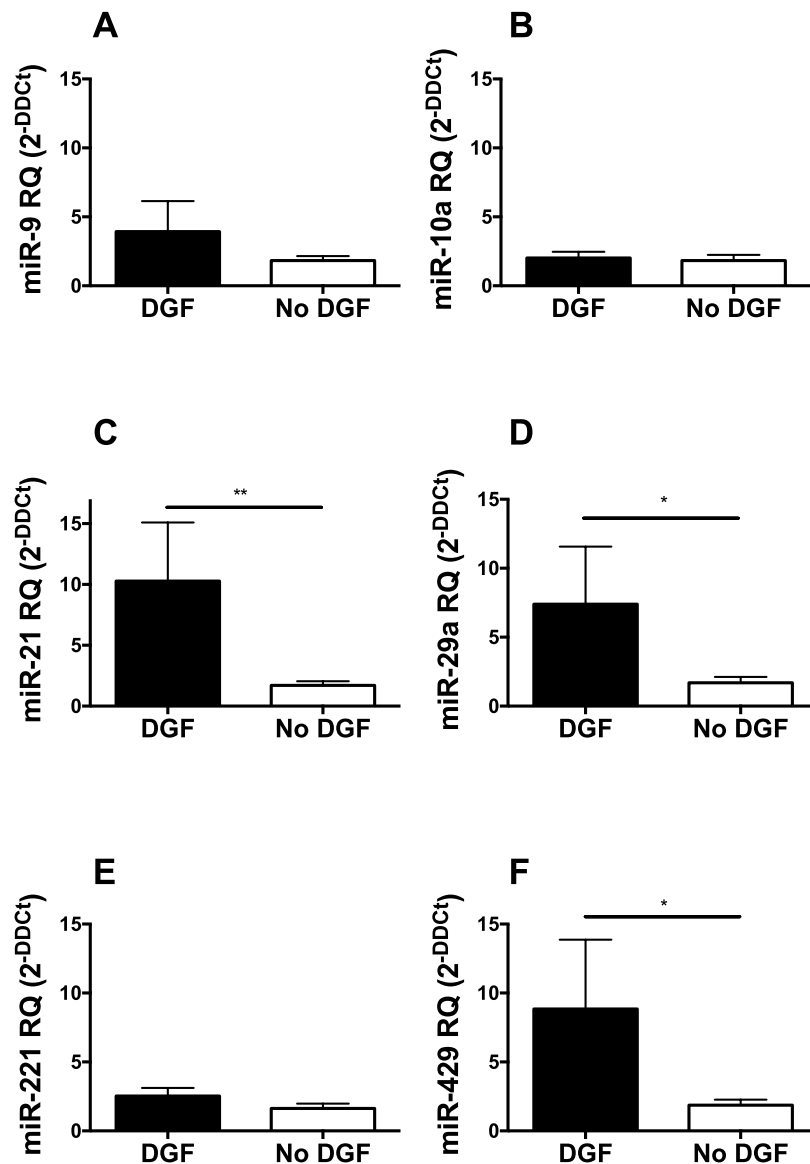 A
miR-9 RQ (2-DDCt)
15
10
5
0
DGF No DGF
B
miR-10a RQ (2-DDCt)
15
10
5
0
DGF No DGF
C
miR-21 RQ (2-DDCt)
**
15
10
5
0
DGF No DGF
D
miR-29a RQ (2-DDCt)
*
15
10
5
0
DGF No DGF
E
miR-221 RQ (2-DDCt)
15
10
5
0
DGF No DGF
F
miR-429 RQ (2-DDCt)
*
15
10
5
0
DGF No DGF